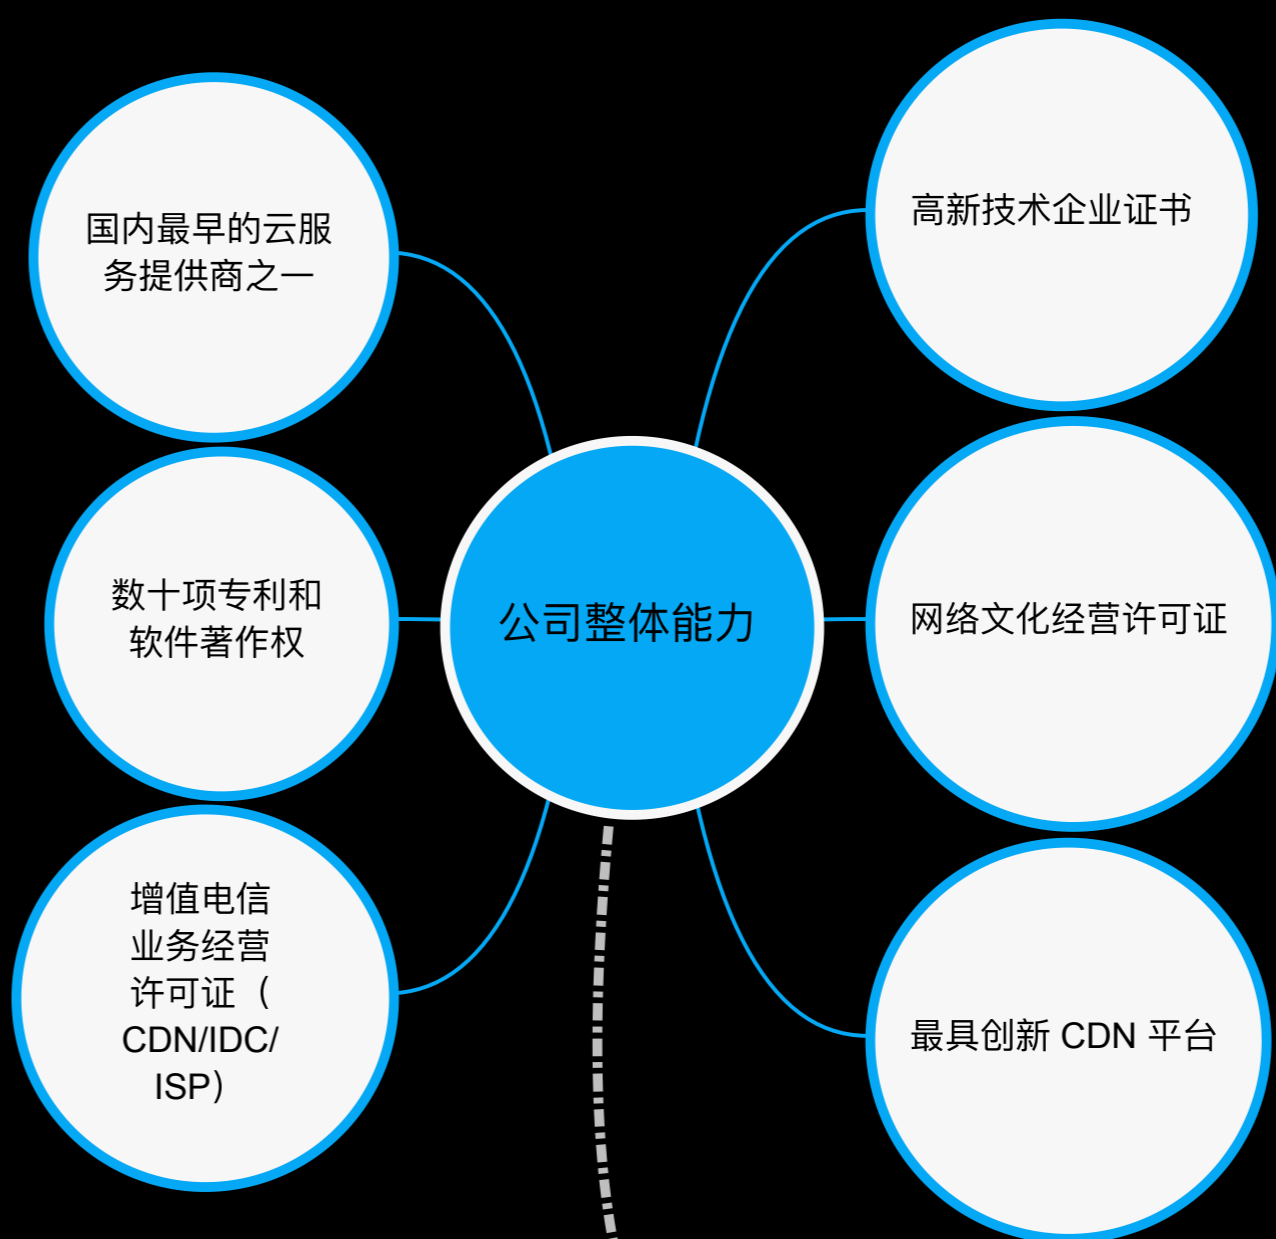 国内最早的云服
务提供商之一
数十项专利和
软件著作权
增值电信
业务经营
许可证（
CDN/IDC/
ISP）
公司整体能力
高新技术企业证书
网络文化经营许可证
最具创新 CDN 平台